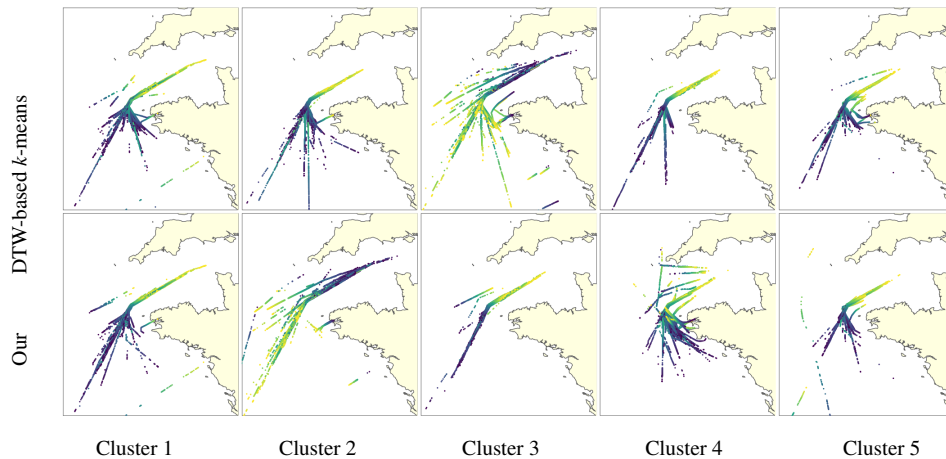 DTW-based k-means
Our
Cluster 1
Cluster 2
Cluster 3
Cluster 4
Cluster 5